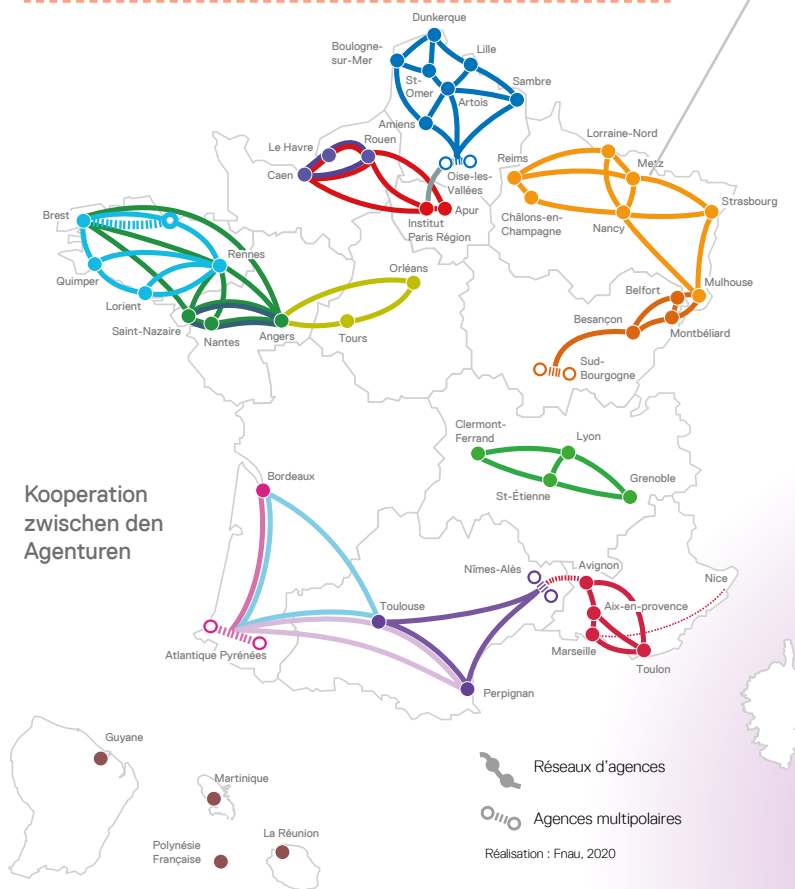 Dunkerque
Boulogne-
sur-Mer
Lille
St-
Omer
Sambre
Artois
Amiens
Le Havre
Rouen
Caen
Oise-les-
Vallées
Institut
Paris Région
Apur
Lorraine-Nord
Reims
Metz
Châlons-en-
Champagne
Nancy
Strasbourg
Brest
Rennes
Quimper
Lorient
Saint-Nazaire
Nantes
Angers
Orléans
Tours
Belfort
Mulhouse
Besançon
Montbéliard
Sud-
Bourgogne
Clermont-
Ferrand
Lyon
St-Étienne
Grenoble
Kooperation
zwischen den
Agenturen
Bordeaux
Nîmes-Alès
Avignon
Nice
Toulouse
Aix-en-provence
Marseille
Toulon
Atlantique Pyrénées
Perpignan
Guyane
Martinique
Polynésie
Française
La Réunion
Réseaux d'agences
Agences multipolaires
Réalisation : Fnau, 2020